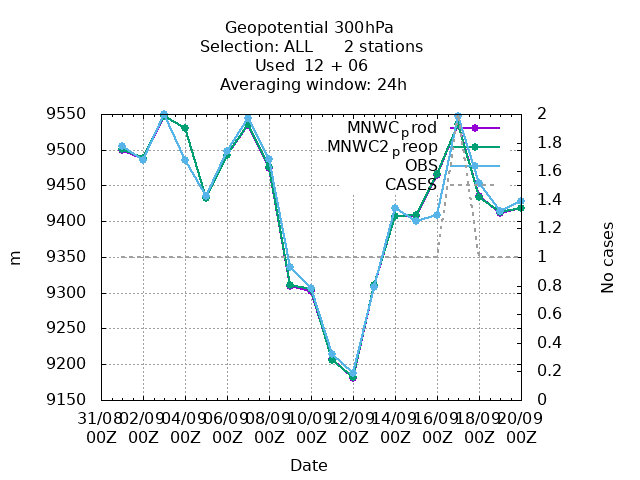 Geopotential 300hPa
Selection: ALL 2 stations
Used 12 + 06
Averaging window: 24h
MNWC_prod
MNWC2_preop
OBS
CASES
9550
9500
9450
9400
9350
9300
9250
9200
9150
m
2
1.8
1.6
1.4
1.2
1
0.8
0.6
0.4
0.2
0
No cases
31/08 02/09 04/09 06/09 08/09 10/09 12/09 14/09 16/09 18/09 20/09
00Z 00Z 00Z 00Z 00Z 00Z 00Z 00Z 00Z 00Z 00Z
Date